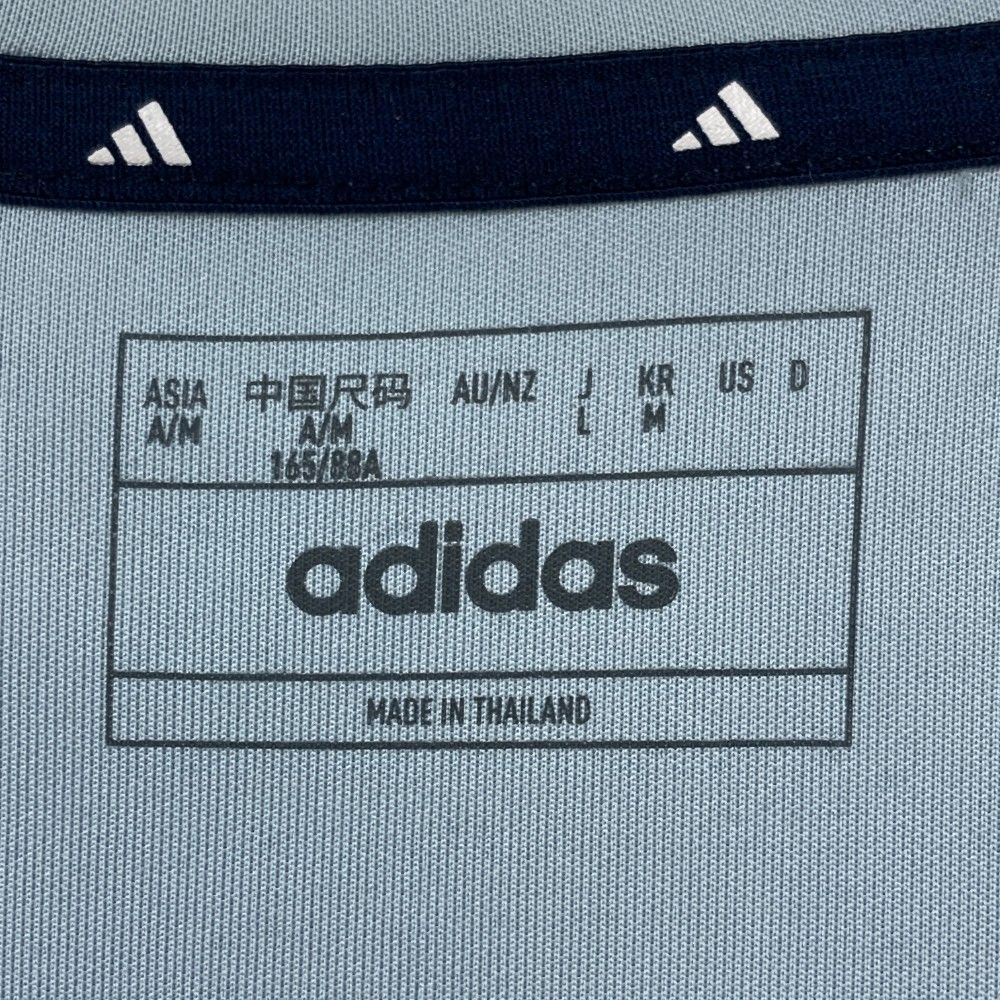 ASIA 中国尺码 AU/NZ J KR US D
A/M A/M L M
165/88A
adidas
MADE IN THAILAND